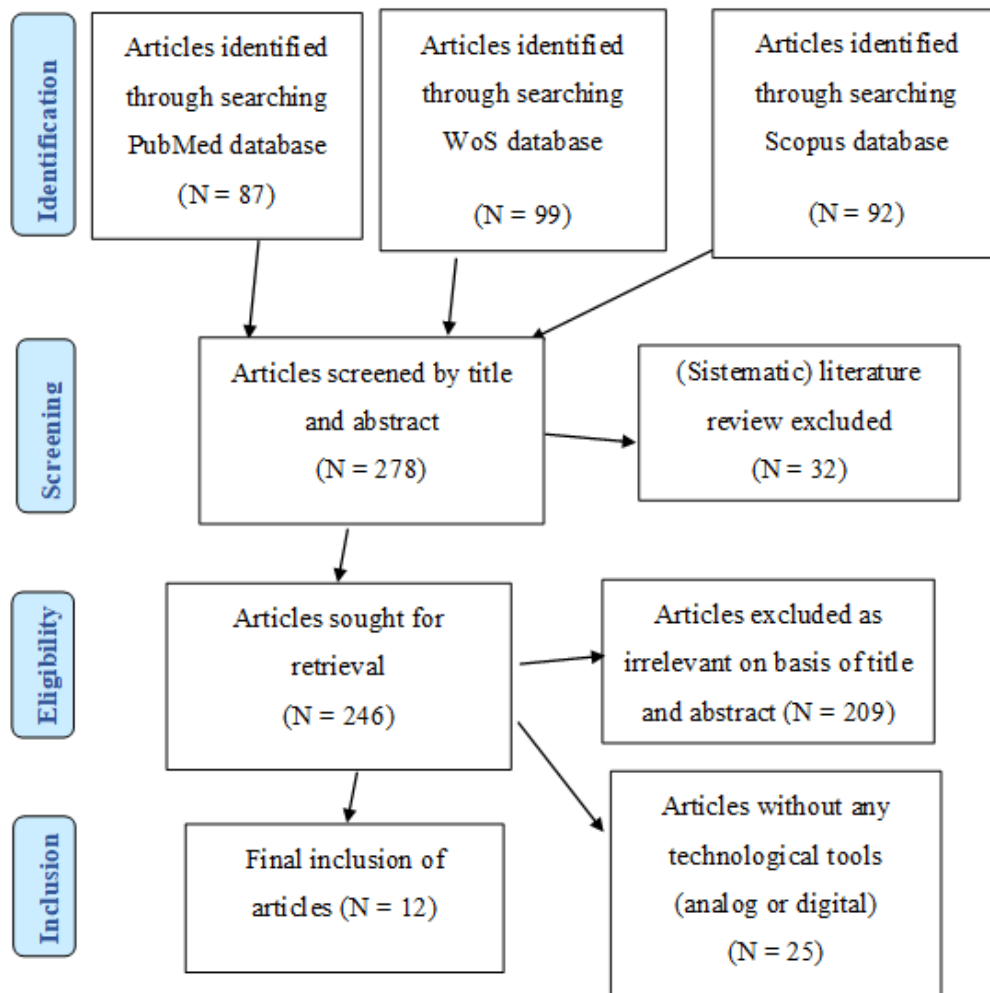 Identification
Articles identified
through searching
PubMed database
(N = 87)
Articles identified
through searching
WoS database
(N = 99)
Articles identified
through searching
Scopus database
(N = 92)
Screening
Articles screened by title
and abstract
(N = 278)
(Sistematic) literature
review excluded
(N = 32)
Eligibility
Articles sought for
retrieval
(N = 246)
Articles excluded as
irrelevant on basis of title
and abstract (N = 209)
Inclusion
Final inclusion of
articles (N = 12)
Articles without any
technological tools
(analog or digital)
(N = 25)